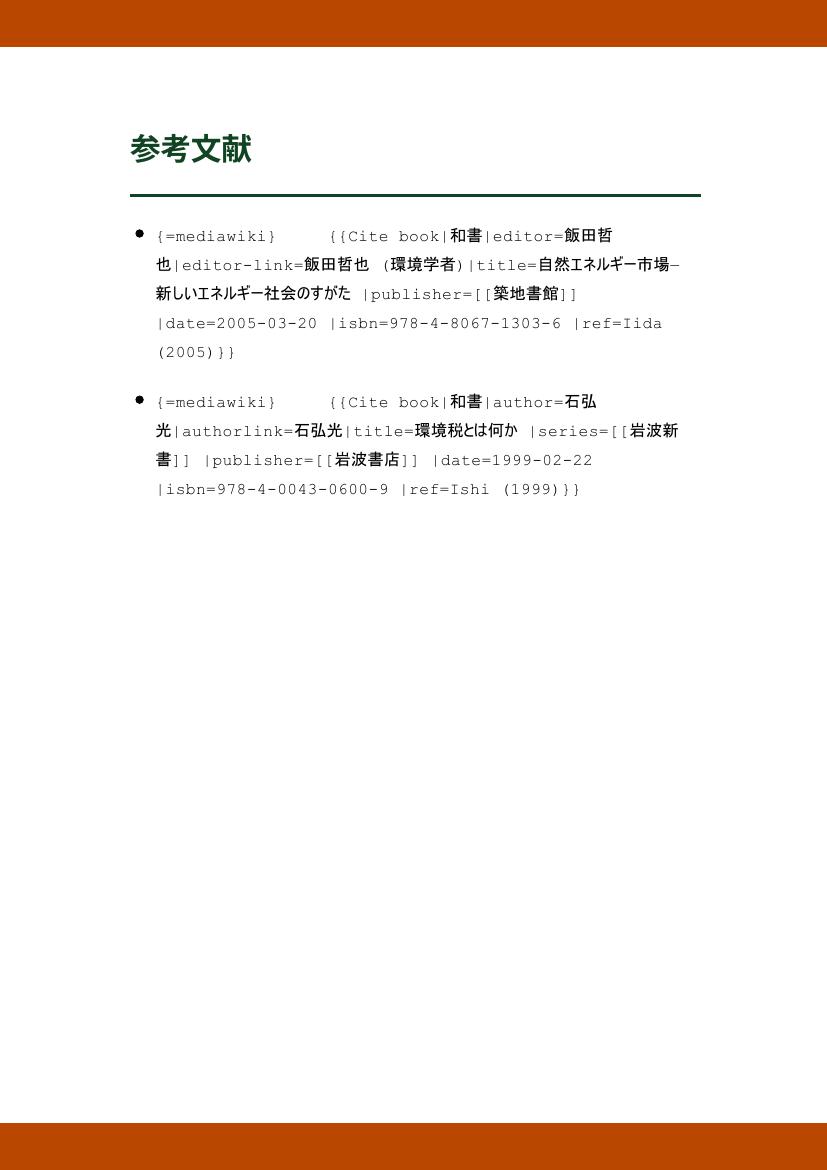 参考文献
● {=mediawiki} {{Cite book|和書|editor=飯田哲
也|editor-link=飯田哲也 (環境学者)|title=自然エネルギー市場―
新しいエネルギー社会のすがた |publisher=[[築地書館]]
|date=2005-03-20 |isbn=978-4-8067-1303-6 |ref=Iida
(2005)}}
● {=mediawiki} {{Cite book|和書|author=石弘
光|authorlink=石弘光|title=環境税とは何か |series=[[岩波新
書]] |publisher=[[岩波書店]] |date=1999-02-22
|isbn=978-4-0043-0600-9 |ref=Ishi (1999)}}